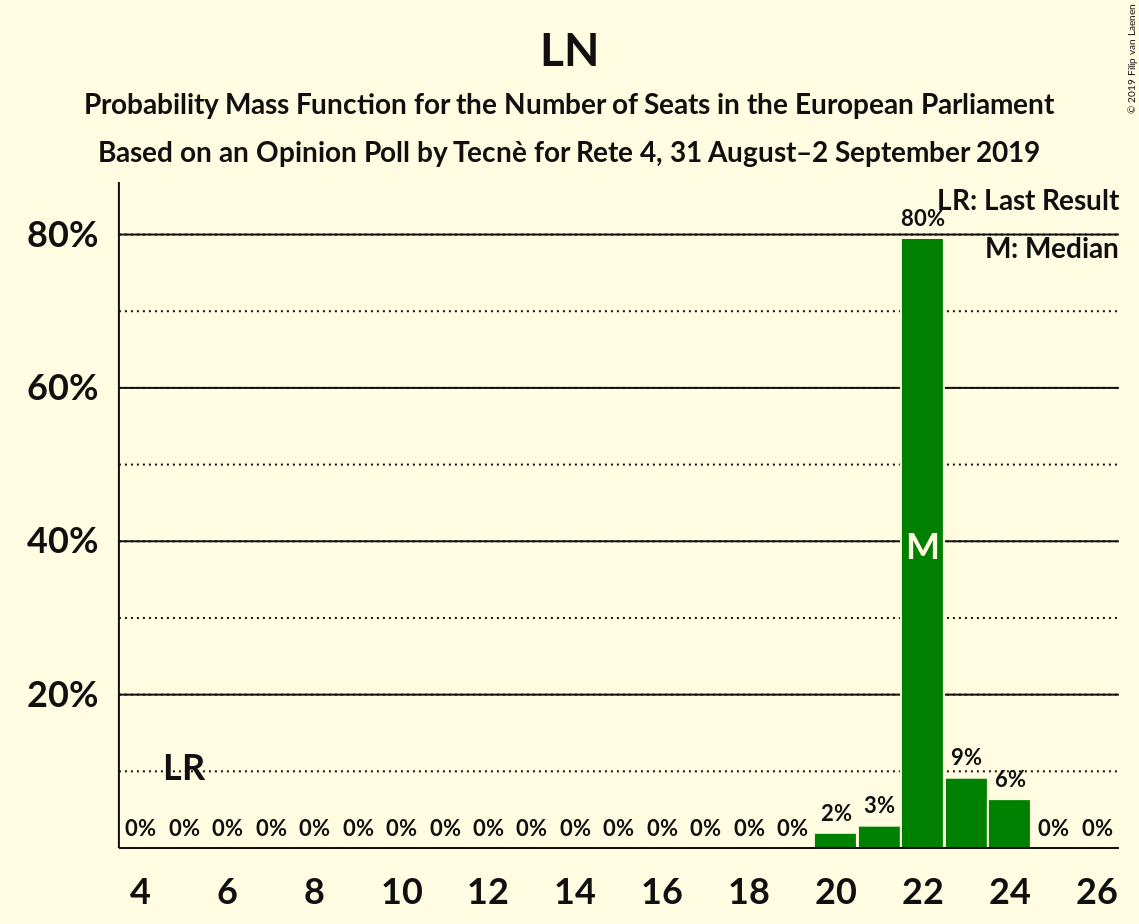 LN
Probability Mass Function for the Number of Seats in the European Parliament
Based on an Opinion Poll by Tecnè for Rete 4, 31 August–2 September 2019
© 2019 Filip van Laenen
LR: Last Result
M: Median
80%
60%
40%
20%
LR
M
0% 0% 0% 0% 0% 0% 0% 0% 0% 0% 0% 0% 0% 0% 0% 0% 2% 3% 80% 9% 6% 0% 0%
4 6 8 10 12 14 16 18 20 22 24 26